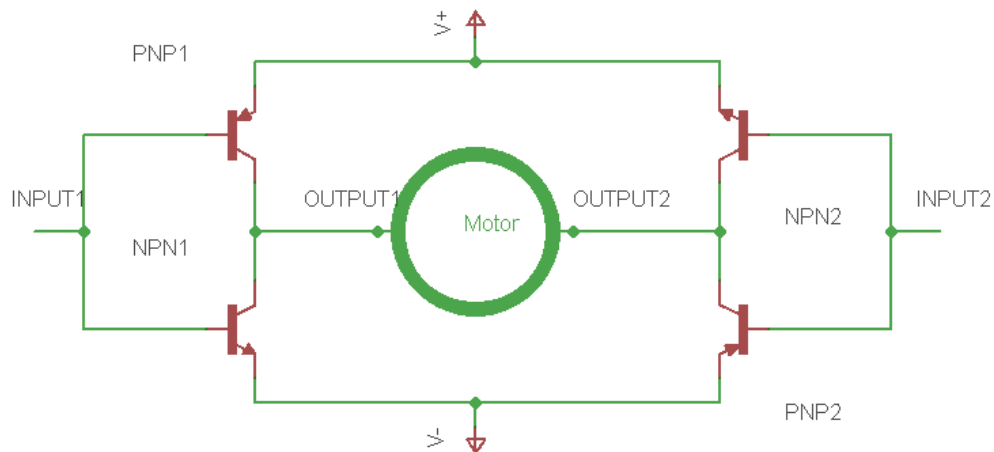 V+
PNP1
INPUT1
OUTPUT1
Motor
OUTPUT2
INPUT2
NPN1
NPN2
PNP2
V-